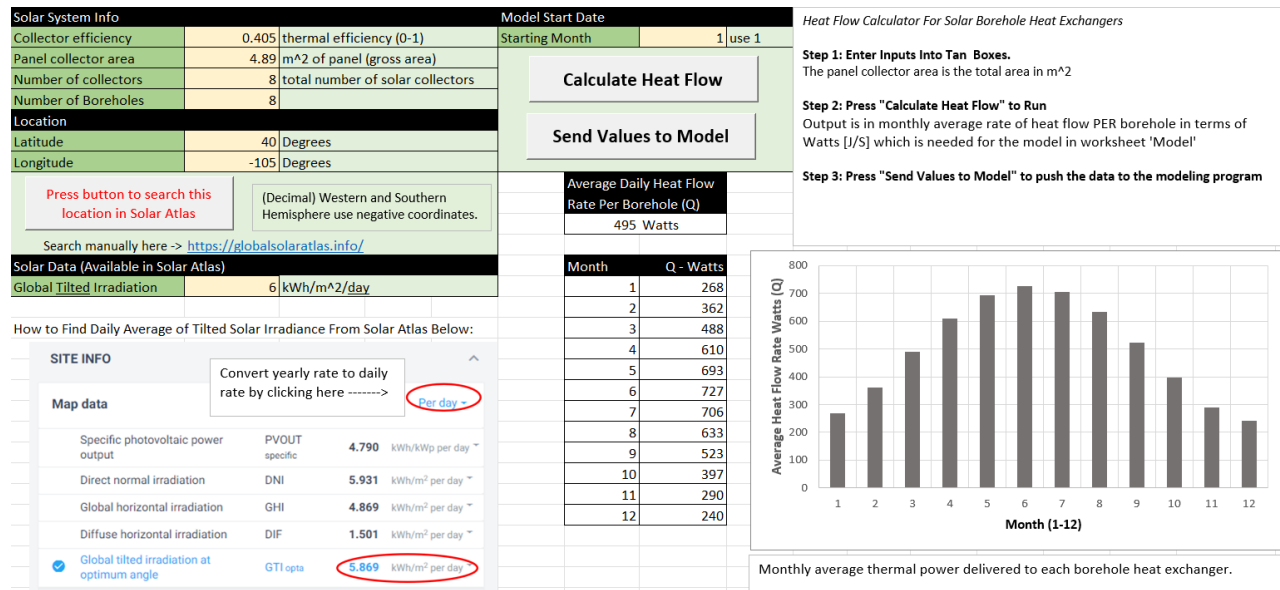 Solar System Info
Collector efficiency 0.405 thermal efficiency (0-1)
Panel collector area 4.89 m^2 of panel (gross area)
Number of collectors 8 total number of solar collectors
Number of Boreholes 8
Location
Latitude 40 Degrees
Longitude -105 Degrees
Press button to search this
location in Solar Atlas
(Decimal) Western and Southern
Hemisphere use negative coordinates.
Search manually here -> https://globalsolaratlas.info/
Solar Data (Available in Solar Atlas)
Global Tilted Irradiation 6 kWh/m^2/day
How to Find Daily Average of Tilted Solar Irradiance From Solar Atlas Below:
SITE INFO
Convert yearly rate to daily
rate by clicking here ------->
Map data
Per day
Specific photovoltaic power
output
PVOUT
specific
4.790 kWh/kWp per day
Direct normal irradiation DNI 5.931 kWh/m² per day
Global horizontal irradiation GHI 4.869 kWh/m² per day
Diffuse horizontal irradiation DIF 1.501 kWh/m² per day
Global tilted irradiation at
optimum angle
GTI opta 5.869 kWh/m² per day
Model Start Date
Starting Month 1 use 1
Calculate Heat Flow
Send Values to Model
Average Daily Heat Flow
Rate Per Borehole (Q)
495 Watts
Month Q - Watts
1 268
2 362
3 488
4 610
5 693
6 727
7 706
8 633
9 523
10 397
11 290
12 240
Heat Flow Calculator For Solar Borehole Heat Exchangers
Step 1: Enter Inputs Into Tan Boxes.
The panel collector area is the total area in m^2
Step 2: Press "Calculate Heat Flow" to Run
Output is in monthly average rate of heat flow PER borehole in terms of
Watts [J/S] which is needed for the model in worksheet 'Model'
Step 3: Press "Send Values to Model" to push the data to the modeling program
Average Heat Flow Rate Watts (Q)
800
700
600
500
400
300
200
100
0
1 2 3 4 5 6 7 8 9 10 11 12
Month (1-12)
Monthly average thermal power delivered to each borehole heat exchanger.